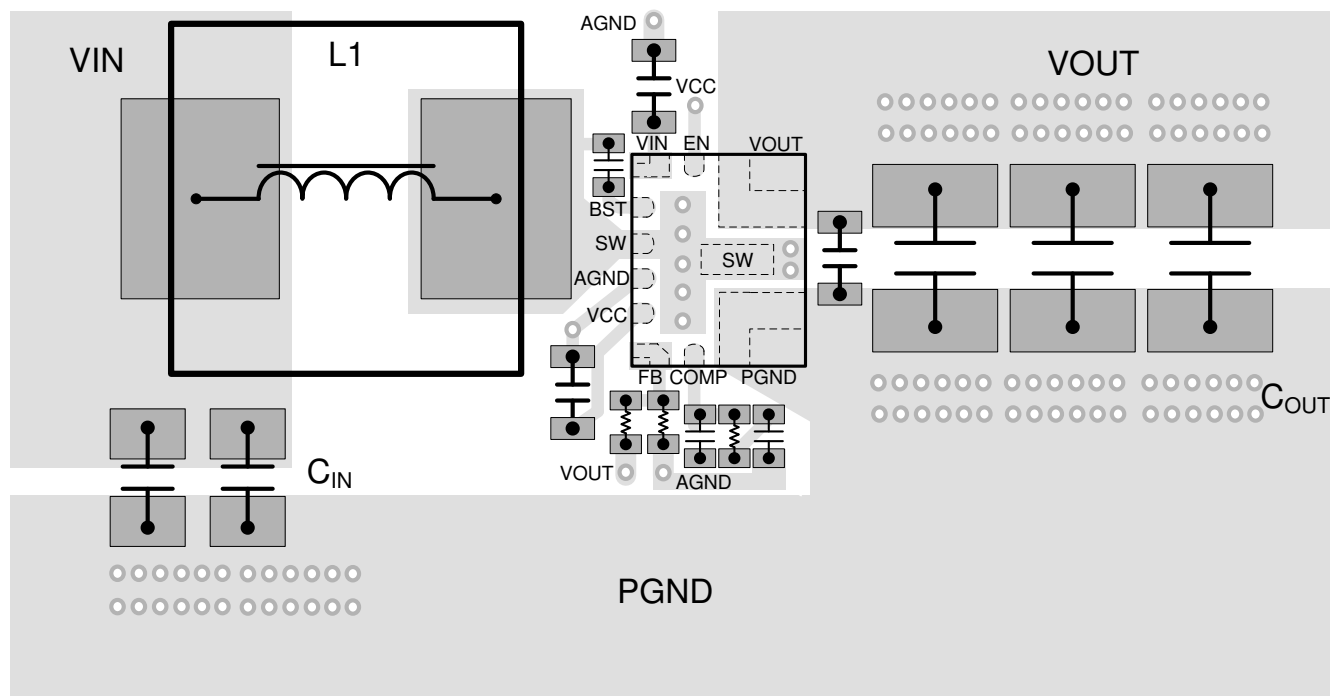 AGND
VIN
L1
VOUT
VCC
VIN EN VOUT
BST
SW
SW
AGND
VCC
FB COMP PGND
COUT
VOUT
AGND
CIN
PGND